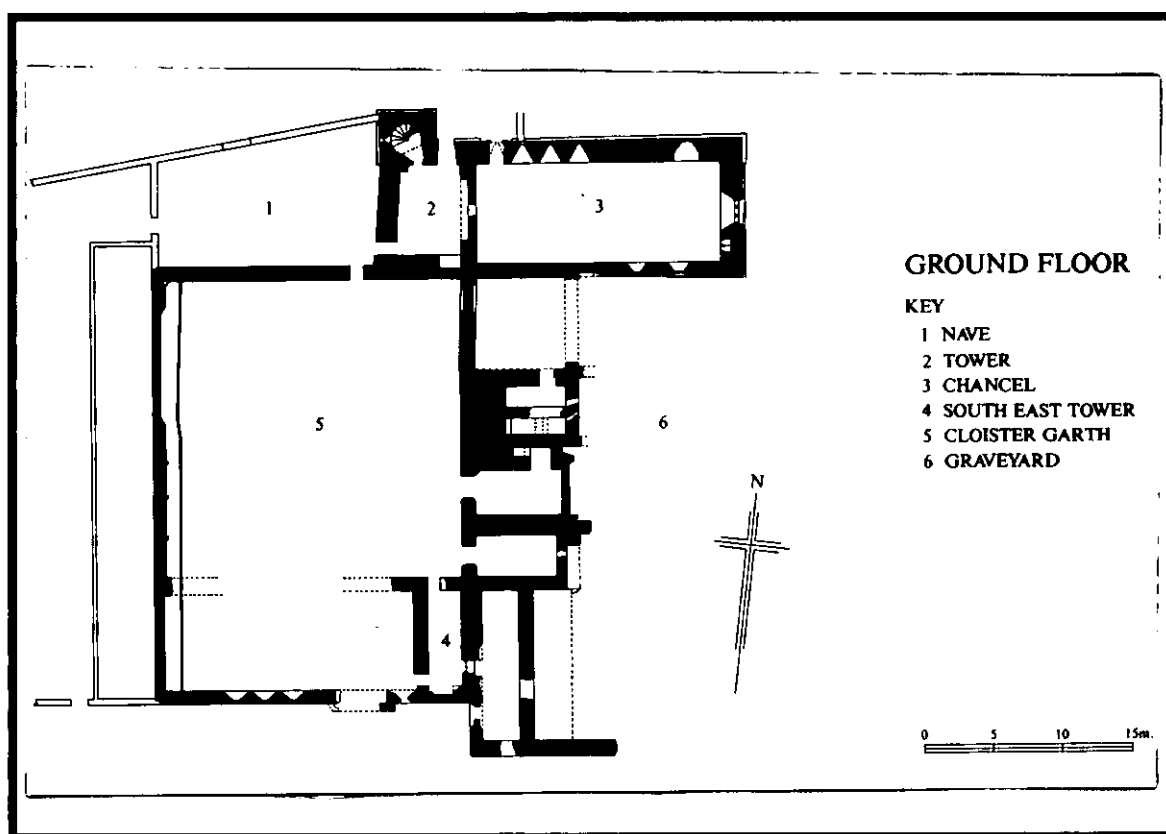 1
2
3
GROUND FLOOR
KEY
1 NAVE
2 TOWER
3 CHANCEL
4 SOUTH EAST TOWER
5 CLOISTER GARTH
6 GRAVEYARD
5
6
N
4
0 5 10 15m.